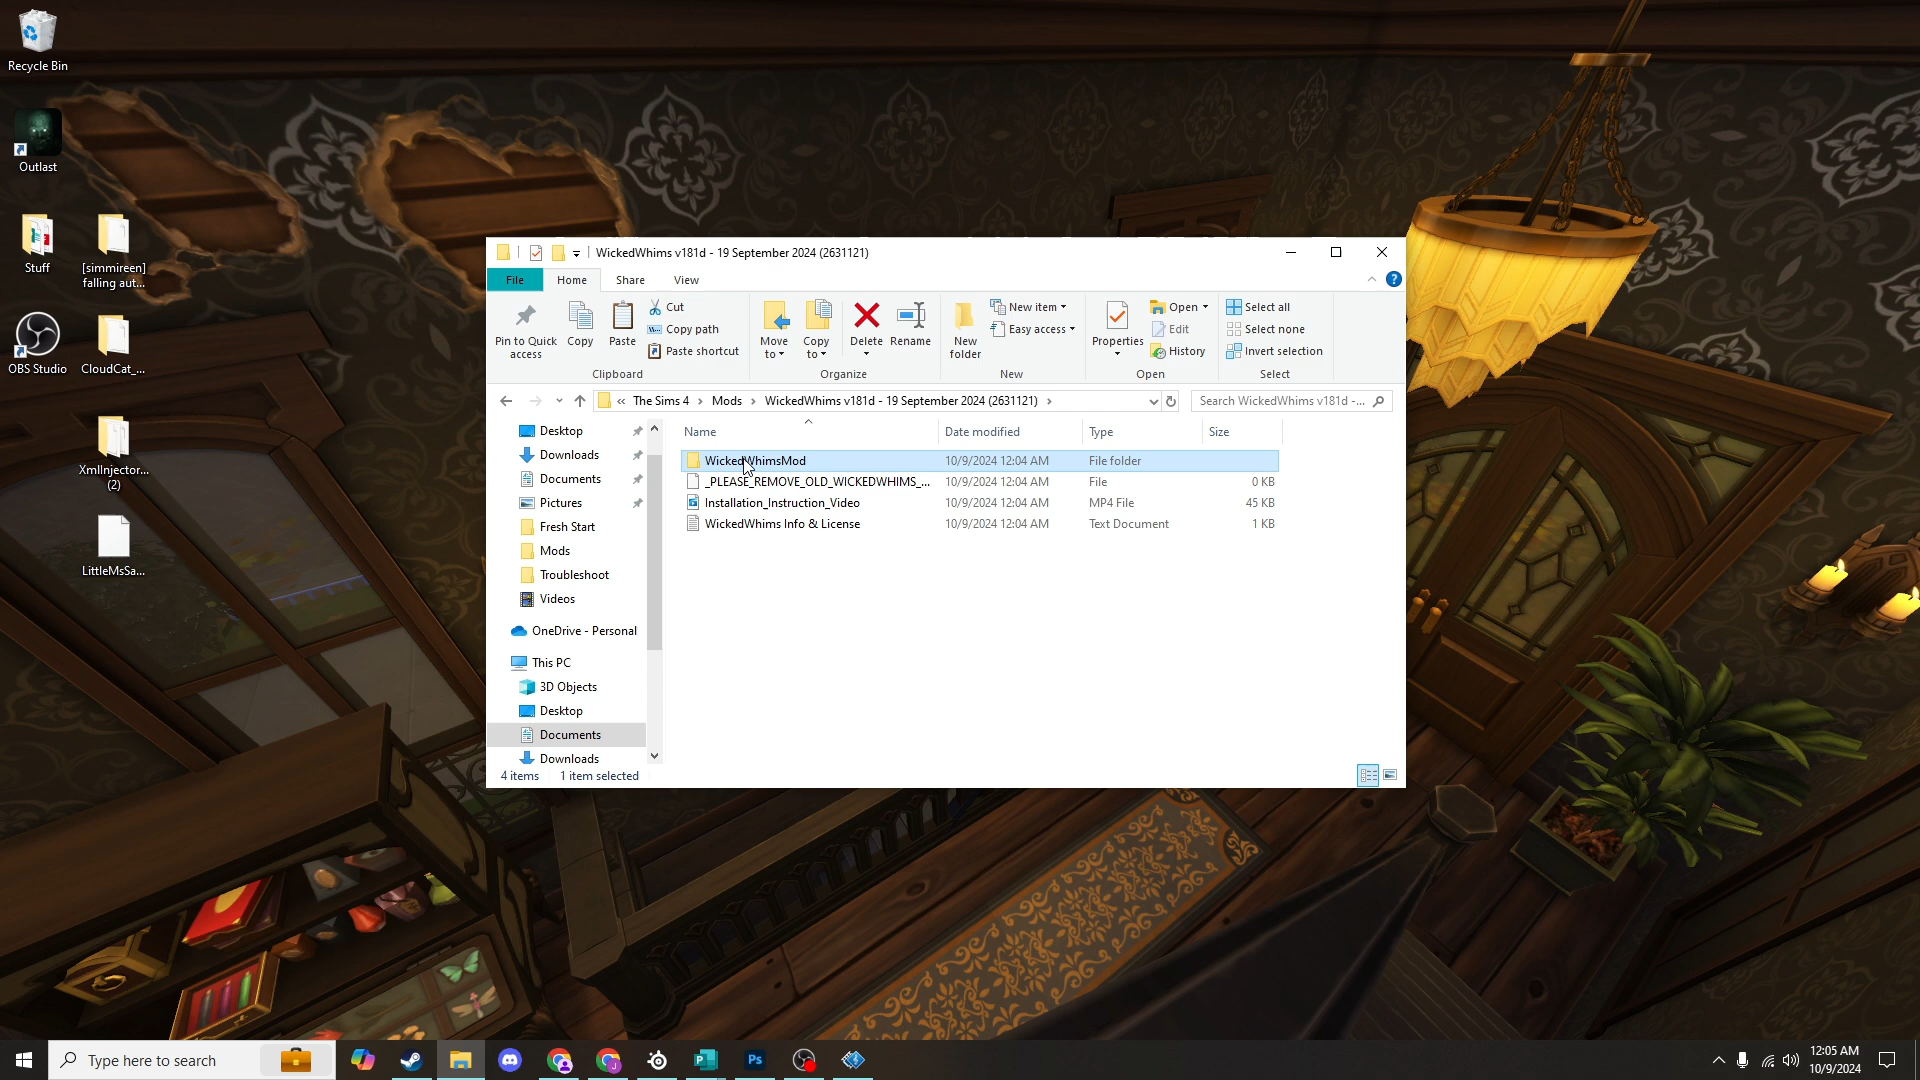 Recycle Bin
Outlast
Stuff
[simmireen]
falling aut...
OBS Studio
CloudCat_...
XmlInjector...
(2)
LittleMsSa...
WickedWhims v181d - 19 September 2024 (2631121)
File
Home
Share
View
Pin to Quick
access
Copy
Paste
Cut
Copy path
Paste shortcut
Clipboard
Move
to
Copy
to
Delete
Rename
Organize
New
folder
New item
Easy access
New
Properties
Open
Edit
History
Open
Select all
Select none
Invert selection
Select
« The Sims 4 > Mods > WickedWhims v181d - 19 September 2024 (2631121) >
Search WickedWhims v181d -...
Desktop
Downloads
Documents
Pictures
Fresh Start
Mods
Troubleshoot
Videos
OneDrive - Personal
This PC
3D Objects
Desktop
Documents
Downloads
Name Date modified Type Size
WickedWhimsMod 10/9/2024 12:04 AM File folder
_PLEASE_REMOVE_OLD_WICKEDWHIMS_... 10/9/2024 12:04 AM File 0 KB
Installation_Instruction_Video 10/9/2024 12:04 AM MP4 File 45 KB
WickedWhims Info & License 10/9/2024 12:04 AM Text Document 1 KB
4 items 1 item selected
Type here to search
Ps
12:05 AM
10/9/2024